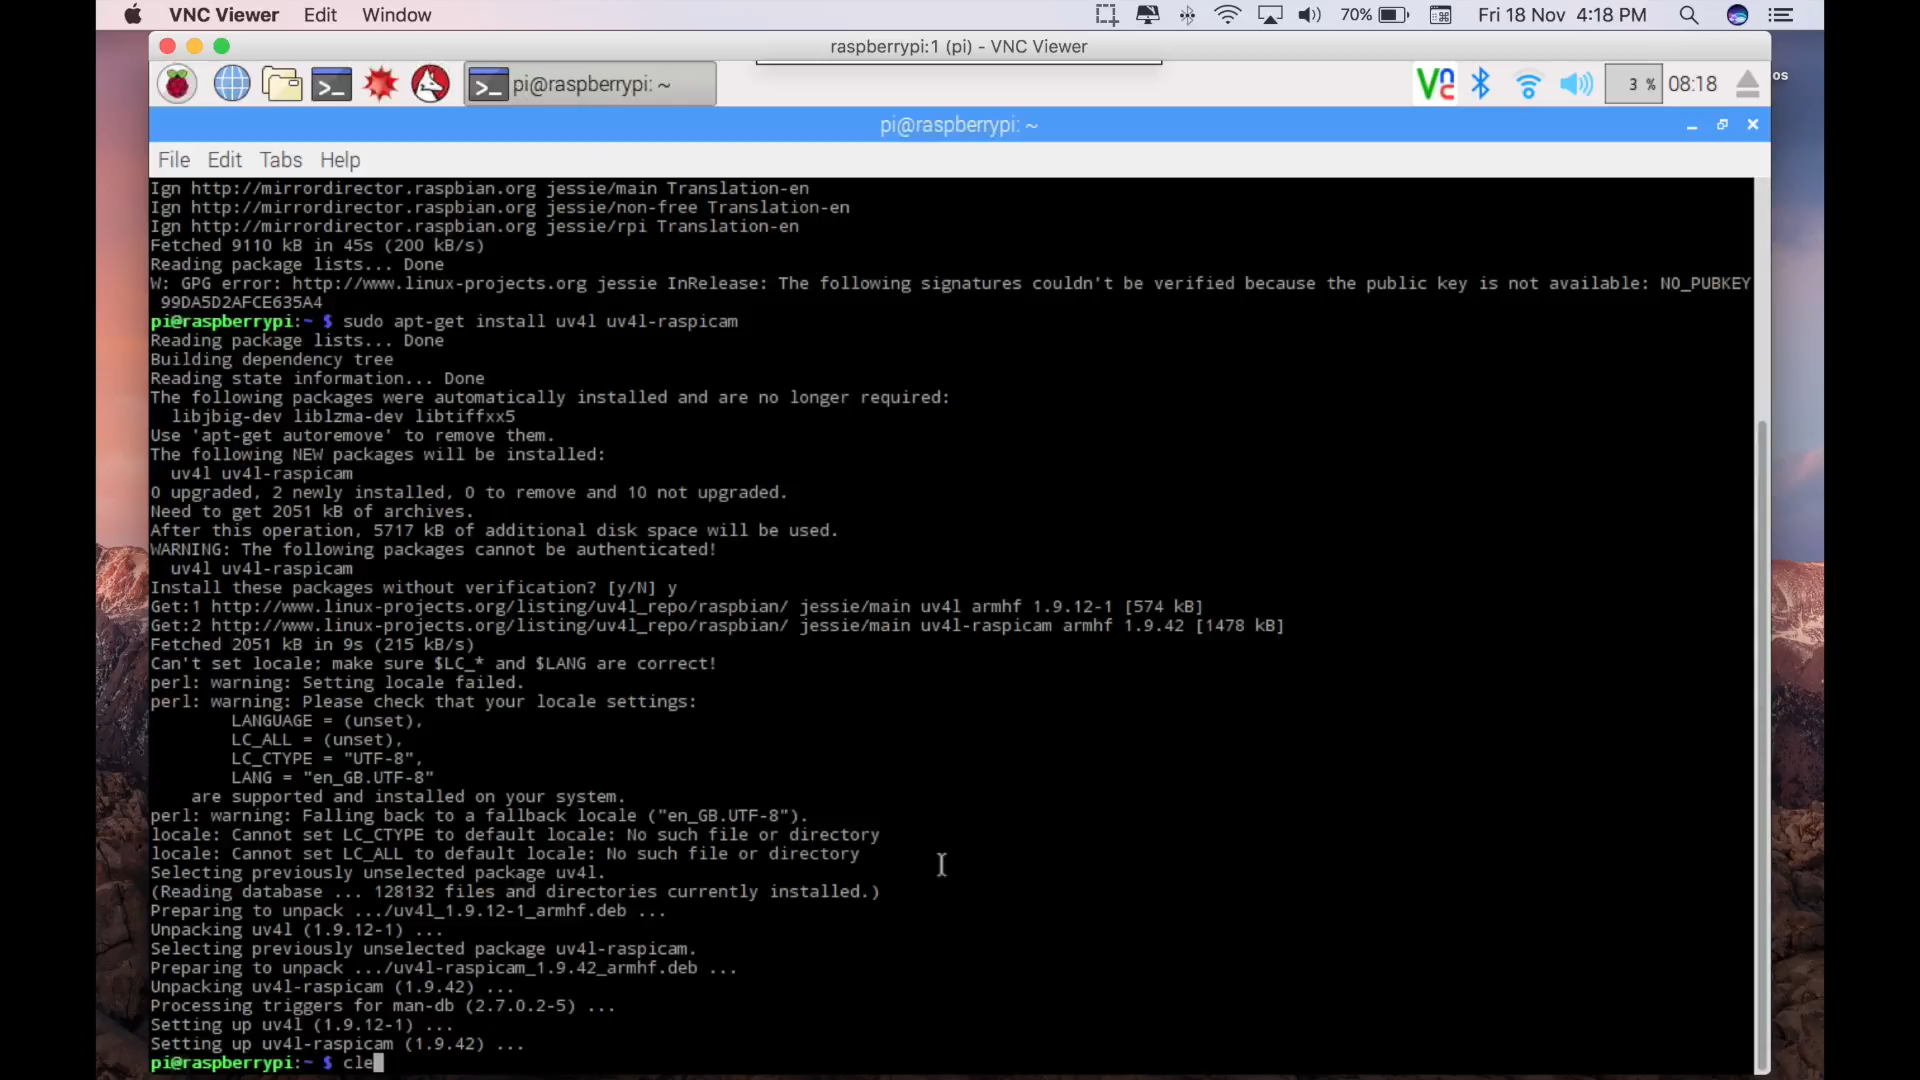 VNC Viewer Edit Window 70% Fri 18 Nov 4:18 PM
raspberrypi:1 (pi) - VNC Viewer
pi@raspberrypi: ~ 3 % 08:18 os
pi@raspberrypi: ~
File Edit Tabs Help
Ign http://mirrordirector.raspbian.org jessie/main Translation-en
Ign http://mirrordirector.raspbian.org jessie/non-free Translation-en
Ign http://mirrordirector.raspbian.org jessie/rpi Translation-en
Fetched 9110 kB in 45s (200 kB/s)
Reading package lists... Done
W: GPG error: http://www.linux-projects.org jessie InRelease: The following signatures couldn't be verified because the public key is not available: NO_PUBKEY
99DA5D2AFCE635A4
pi@raspberrypi:~ $ sudo apt-get install uv4l uv4l-raspicam
Reading package lists... Done
Building dependency tree
Reading state information... Done
The following packages were automatically installed and are no longer required:
libjbig-dev liblzma-dev libtiffxx5
Use 'apt-get autoremove' to remove them.
The following NEW packages will be installed:
uv4l uv4l-raspicam
0 upgraded, 2 newly installed, 0 to remove and 10 not upgraded.
Need to get 2051 kB of archives.
After this operation, 5717 kB of additional disk space will be used.
WARNING: The following packages cannot be authenticated!
uv4l uv4l-raspicam
Install these packages without verification? [y/N] y
Get:1 http://www.linux-projects.org/listing/uv4l_repo/raspbian/ jessie/main uv4l armhf 1.9.12-1 [574 kB]
Get:2 http://www.linux-projects.org/listing/uv4l_repo/raspbian/ jessie/main uv4l-raspicam armhf 1.9.42 [1478 kB]
Fetched 2051 kB in 9s (215 kB/s)
Can't set locale; make sure $LC_* and $LANG are correct!
perl: warning: Setting locale failed.
perl: warning: Please check that your locale settings:
LANGUAGE = (unset),
LC_ALL = (unset),
LC_CTYPE = "UTF-8",
LANG = "en_GB.UTF-8"
are supported and installed on your system.
perl: warning: Falling back to a fallback locale ("en_GB.UTF-8").
locale: Cannot set LC_CTYPE to default locale: No such file or directory
locale: Cannot set LC_ALL to default locale: No such file or directory
Selecting previously unselected package uv4l.
(Reading database ... 128132 files and directories currently installed.)
Preparing to unpack .../uv4l_1.9.12-1_armhf.deb ...
Unpacking uv4l (1.9.12-1) ...
Selecting previously unselected package uv4l-raspicam.
Preparing to unpack .../uv4l-raspicam_1.9.42_armhf.deb ...
Unpacking uv4l-raspicam (1.9.42) ...
Processing triggers for man-db (2.7.0.2-5) ...
Setting up uv4l (1.9.12-1) ...
Setting up uv4l-raspicam (1.9.42) ...
pi@raspberrypi:~ $ cle